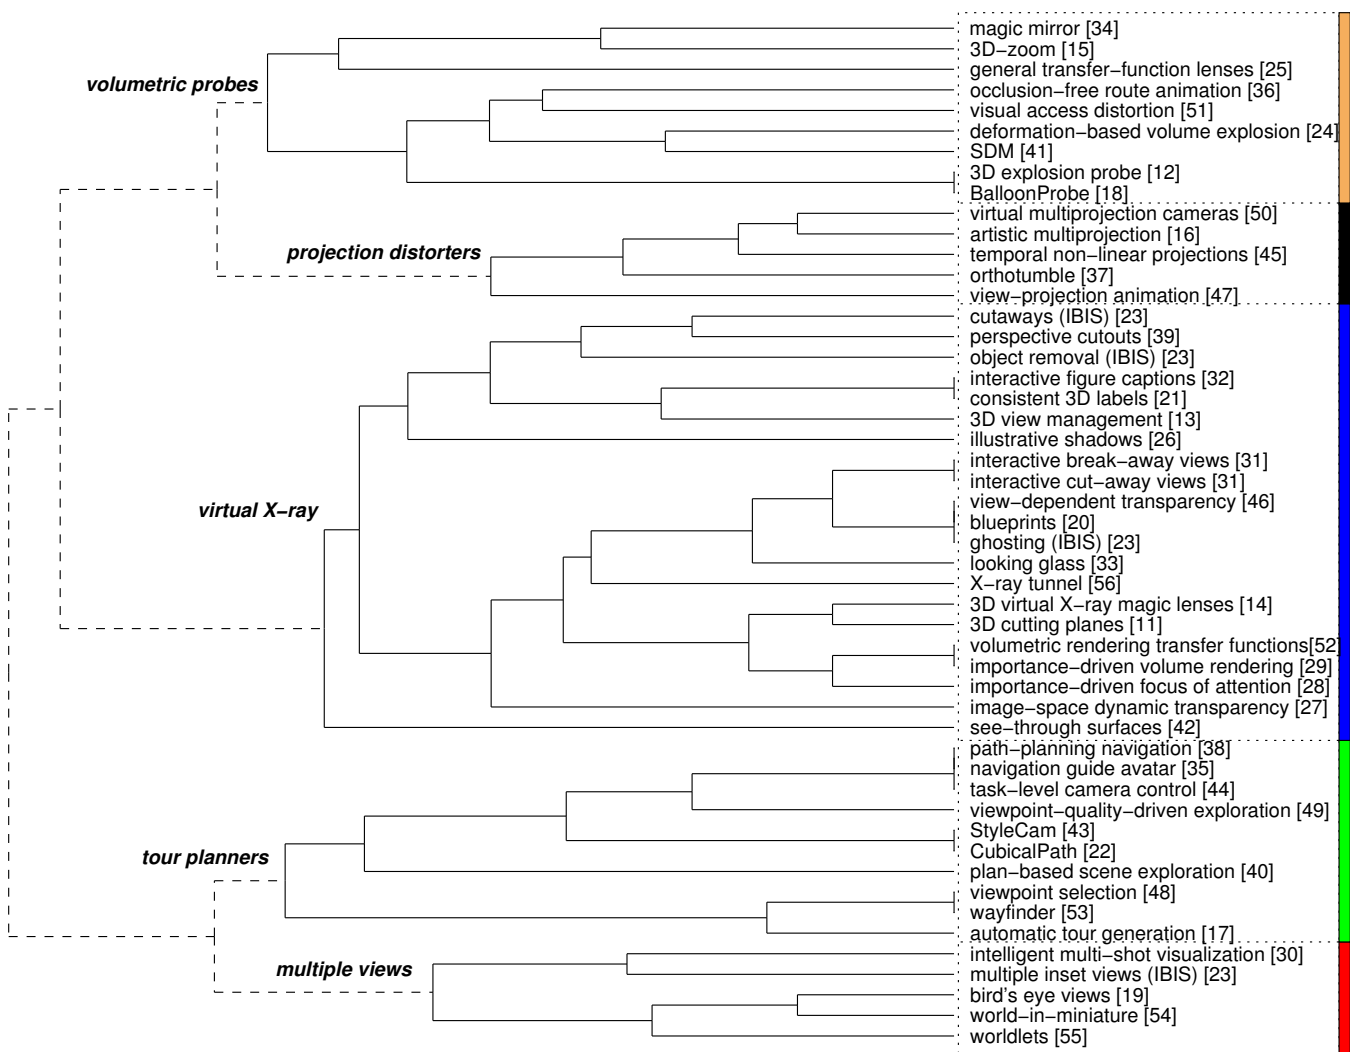 magic mirror [34]
3D−zoom [15]
general transfer−function lenses [25]
volumetric probes
occlusion−free route animation [36]
visual access distortion [51]
deformation−based volume explosion [24]
SDM [41]
3D explosion probe [12]
BalloonProbe [18]
virtual multiprojection cameras [50]
artistic multiprojection [16]
projection distorters
temporal non−linear projections [45]
orthotumble [37]
view−projection animation [47]
cutaways (IBIS) [23]
perspective cutouts [39]
object removal (IBIS) [23]
interactive figure captions [32]
consistent 3D labels [21]
3D view management [13]
illustrative shadows [26]
interactive break−away views [31]
interactive cut−away views [31]
view−dependent transparency [46]
virtual X−ray
blueprints [20]
ghosting (IBIS) [23]
looking glass [33]
X−ray tunnel [56]
3D virtual X−ray magic lenses [14]
3D cutting planes [11]
volumetric rendering transfer functions[52]
importance−driven volume rendering [29]
importance−driven focus of attention [28]
image−space dynamic transparency [27]
see−through surfaces [42]
path−planning navigation [38]
navigation guide avatar [35]
task−level camera control [44]
viewpoint−quality−driven exploration [49]
StyleCam [43]
tour planners
CubicalPath [22]
plan−based scene exploration [40]
viewpoint selection [48]
wayfinder [53]
automatic tour generation [17]
intelligent multi−shot visualization [30]
multiple views
multiple inset views (IBIS) [23]
bird's eye views [19]
world−in−miniature [54]
worldlets [55]